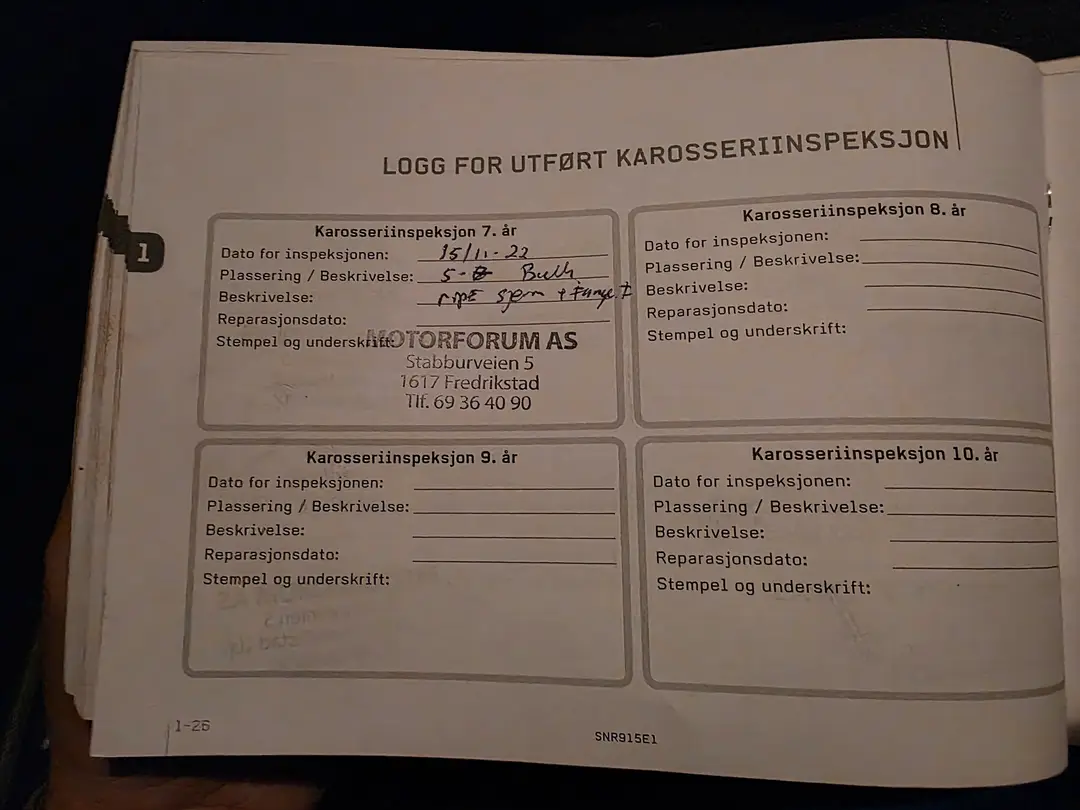 LOGG FOR UTFØRT KAROSSERIINSPEKSJON
1
Karosseriinspeksjon 7. år
Dato for inspeksjonen: 15/11-22
Plassering / Beskrivelse: 5-
Beskrivelse:
Reparasjonsdato:
Stempel og underskrift:
MOTORFORUM AS
Stabburveien 5
1617 Fredrikstad
Tlf. 69 36 40 90
Karosseriinspeksjon 8. år
Dato for inspeksjonen:
Plassering / Beskrivelse:
Beskrivelse:
Reparasjonsdato:
Stempel og underskrift:
Karosseriinspeksjon 9. år
Dato for inspeksjonen:
Plassering / Beskrivelse:
Beskrivelse:
Reparasjonsdato:
Stempel og underskrift:
Karosseriinspeksjon 10. år
Dato for inspeksjonen:
Plassering / Beskrivelse:
Beskrivelse:
Reparasjonsdato:
Stempel og underskrift:
1-26
SNR915E1